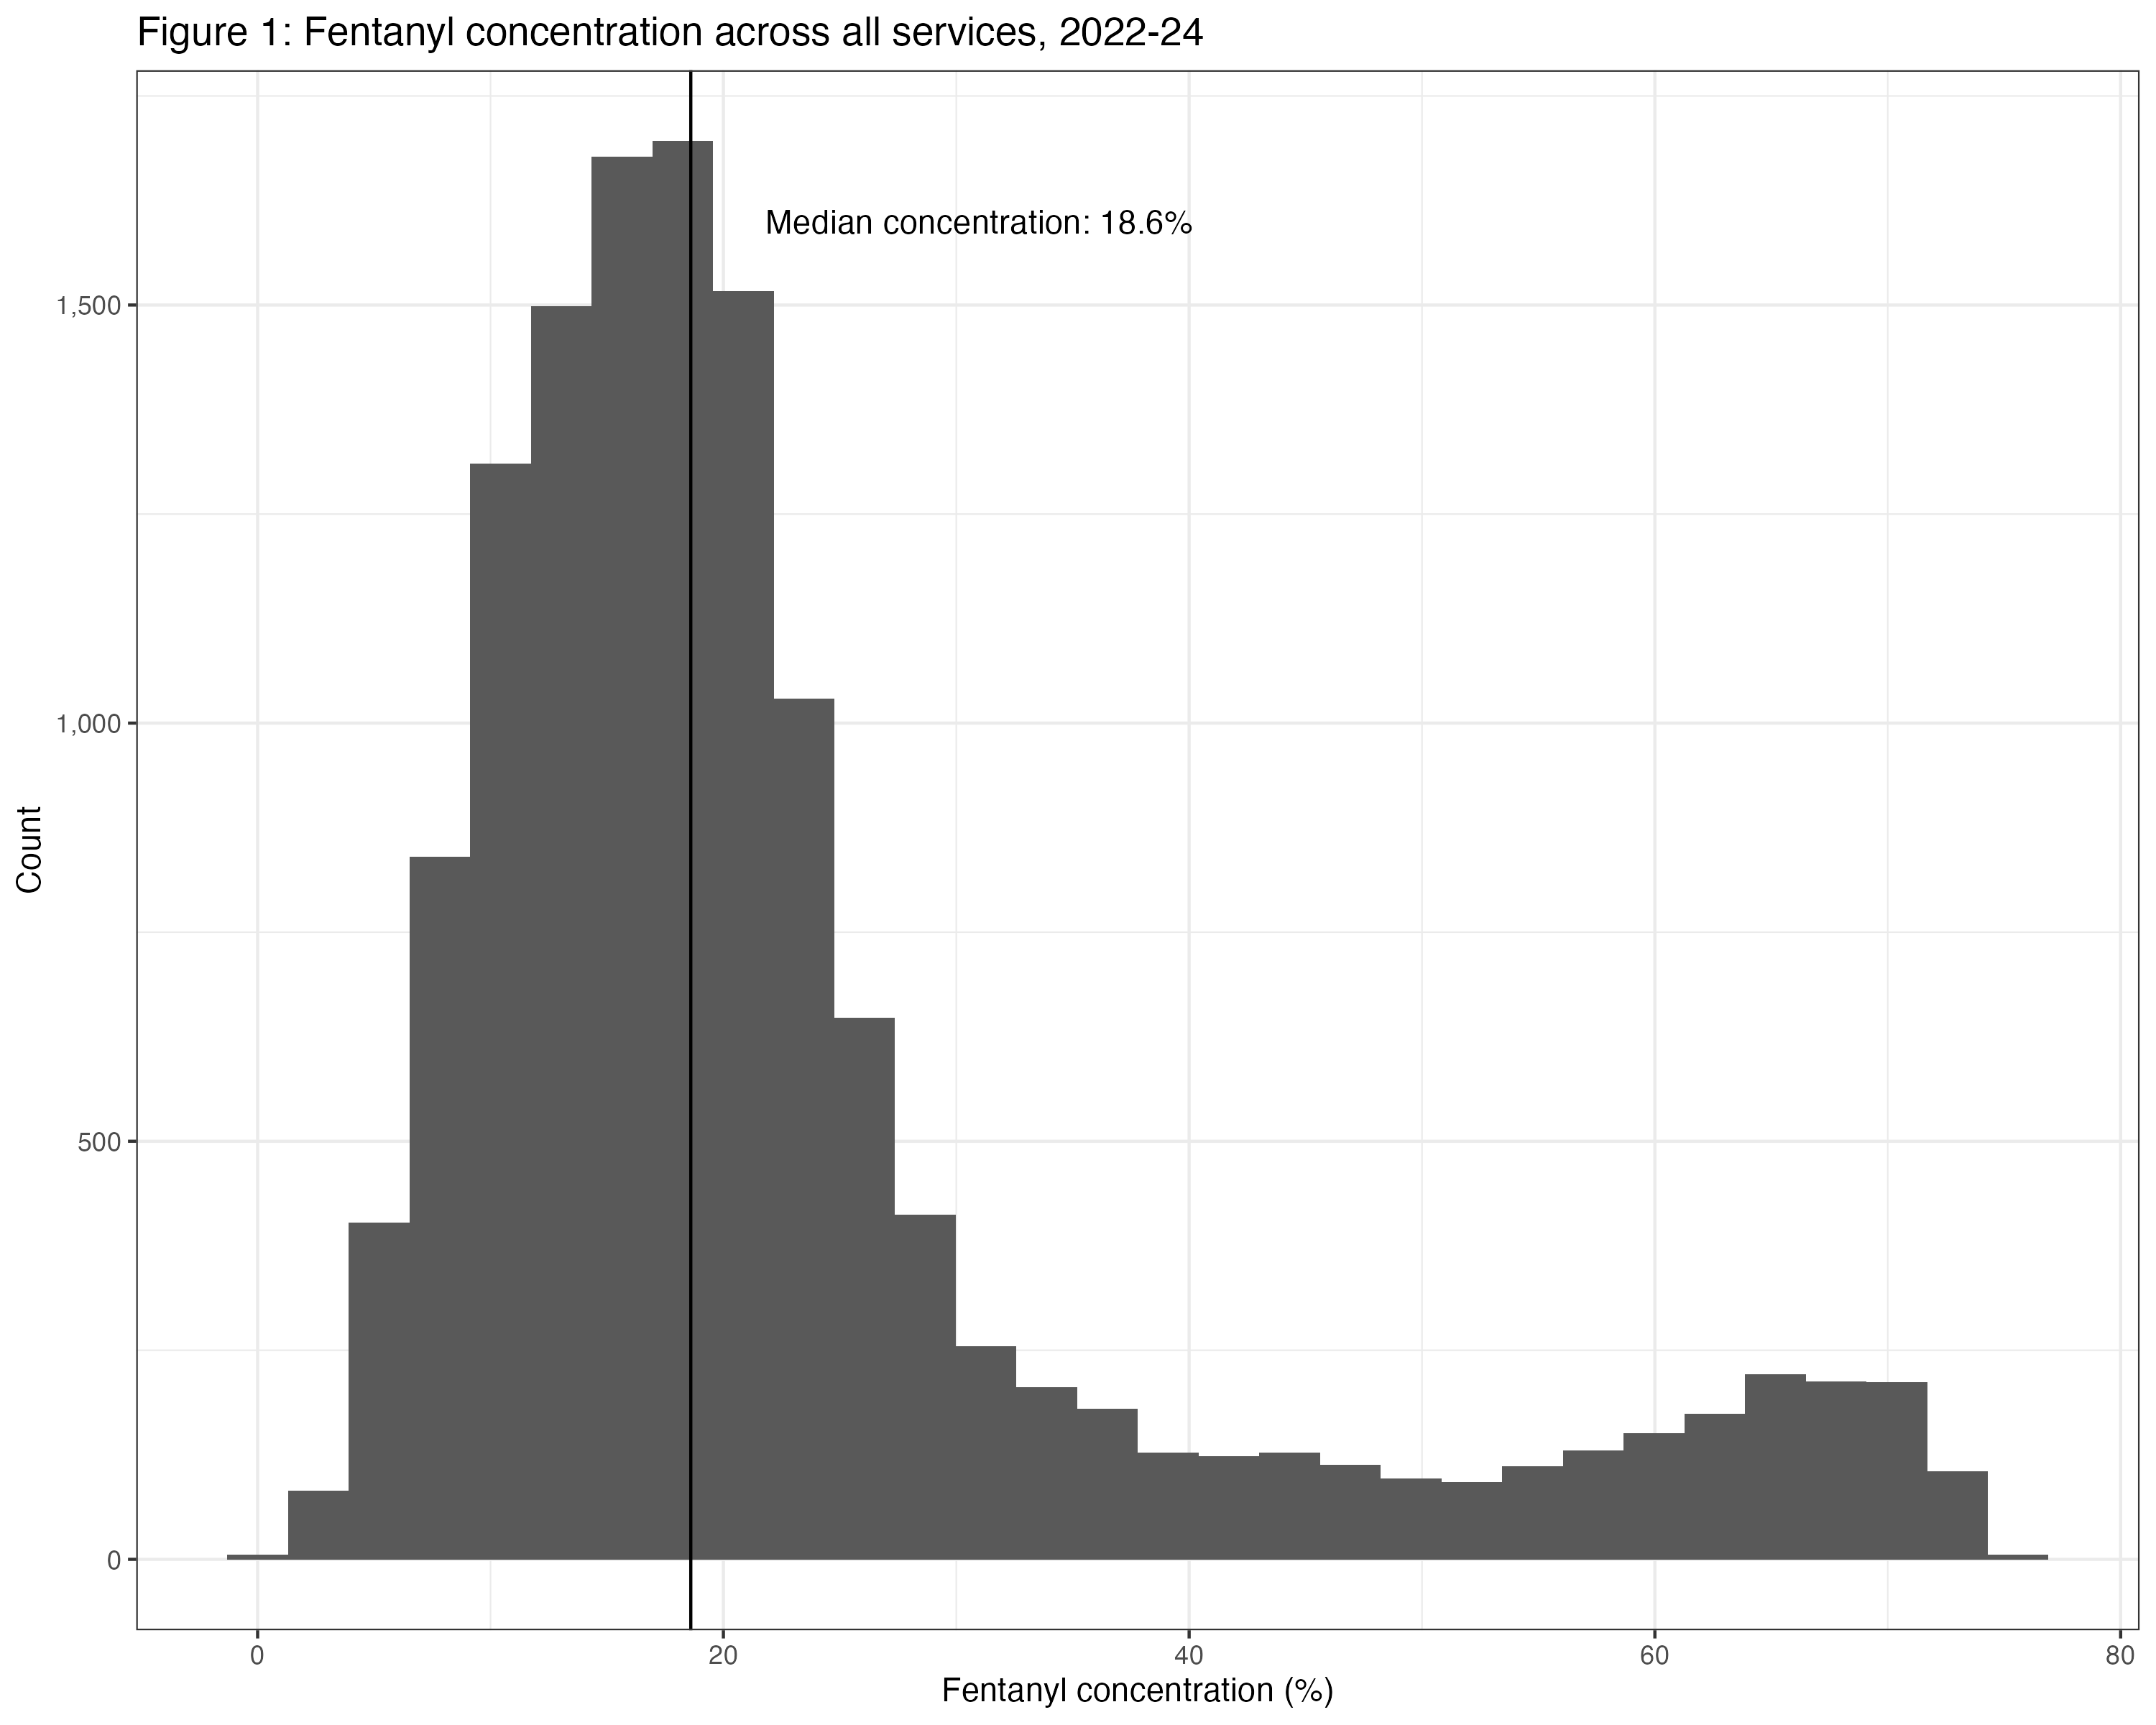 Figure 1: Fentanyl concentration across all services, 2022-24
Median concentration: 18.6%
1,500
1,000
500
0
Count
0 20 40 60 80
Fentanyl concentration (%)